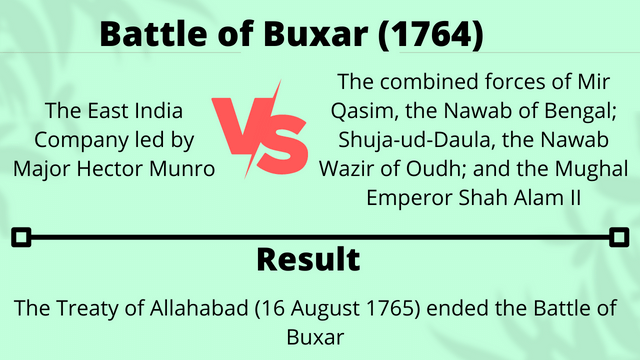 Battle of Buxar (1764)
The East India
Company led by
Major Hector Munro
VS
The combined forces of Mir
Qasim, the Nawab of Bengal;
Shuja-ud-Daula, the Nawab
Wazir of Oudh; and the Mughal
Emperor Shah Alam II
Result
The Treaty of Allahabad (16 August 1765) ended the Battle of
Buxar